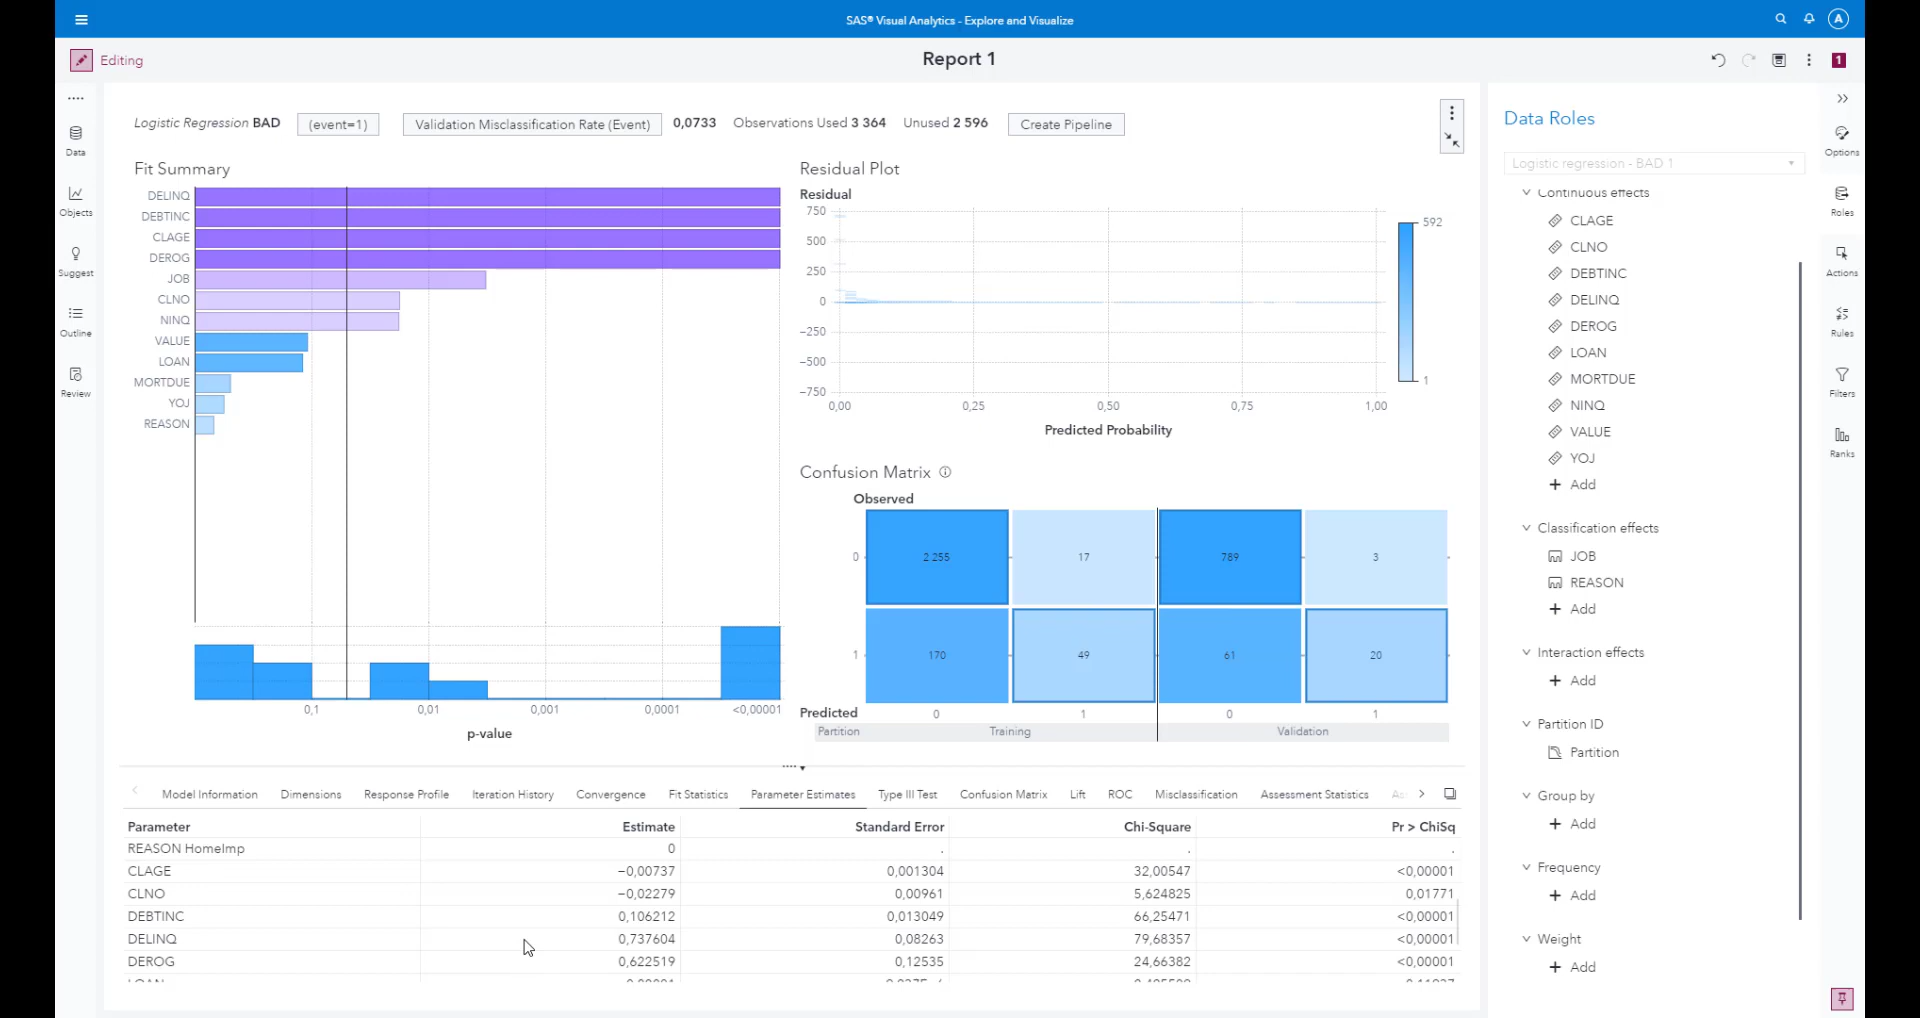 SAS® Visual Analytics - Explore and Visualize
A
Editing
Report 1
1
Data
Objects
Suggest
Outline
Review
Logistic Regression BAD
(event=1)
Validation Misclassification Rate (Event)
0,0733
Observations Used 3 364
Unused 2 596
Create Pipeline
Fit Summary
DELINQ
DEBTINC
CLAGE
DEROG
JOB
CLNO
NINQ
VALUE
LOAN
MORTDUE
YOJ
REASON
0,1
0,01
0,001
0,0001
<0,00001
p-value
Residual Plot
Residual
750
500
250
0
−250
−500
−750
0,00
0,25
0,50
0,75
1,00
Predicted Probability
592
1
Confusion Matrix
Observed
0
2 255
17
789
3
1
170
49
61
20
Predicted
0
1
0
1
Partition
Training
Validation
Model Information
Dimensions
Response Profile
Iteration History
Convergence
Fit Statistics
Parameter Estimates
Type III Test
Confusion Matrix
Lift
ROC
Misclassification
Assessment Statistics
Parameter Estimate Standard Error Chi-Square Pr > ChiSq
REASON HomeImp 0 . . .
CLAGE −0,00737 0,001304 32,00547 <0,00001
CLNO −0,02279 0,00961 5,624825 0,01771
DEBTINC 0,106212 0,013049 66,25471 <0,00001
DELINQ 0,737604 0,08263 79,68357 <0,00001
DEROG 0,622519 0,12535 24,66382 <0,00001
Data Roles
Logistic regression - BAD 1
Continuous effects
CLAGE
CLNO
DEBTINC
DELINQ
DEROG
LOAN
MORTDUE
NINQ
VALUE
YOJ
+ Add
Classification effects
JOB
REASON
+ Add
Interaction effects
+ Add
Partition ID
Partition
Group by
+ Add
Frequency
+ Add
Weight
+ Add
Options
Roles
Actions
Rules
Filters
Ranks